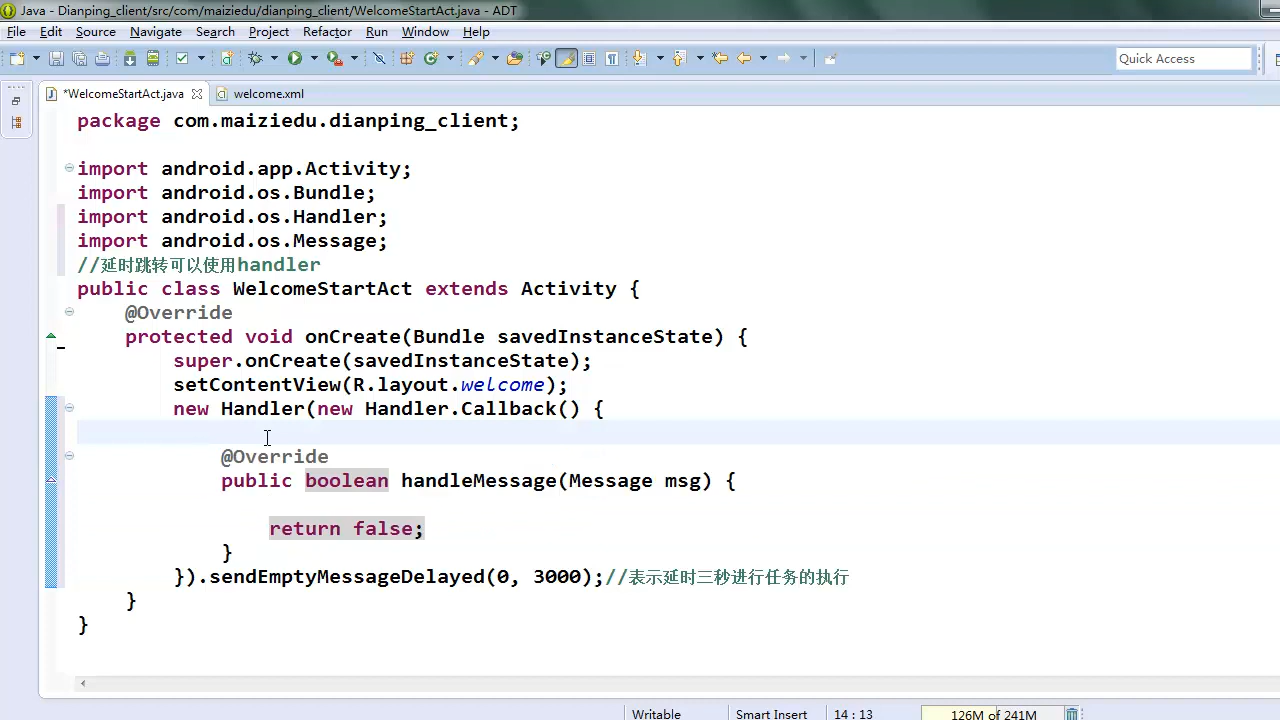 Java - Dianping_client/src/com/maiziedu/dianping_client/WelcomeStartAct.java - ADT
File Edit Source Navigate Search Project Refactor Run Window Help
Quick Access
*WelcomeStartAct.java welcome.xml
package com.maiziedu.dianping_client;
import android.app.Activity;
import android.os.Bundle;
import android.os.Handler;
import android.os.Message;
//延时跳转可以使用handler
public class WelcomeStartAct extends Activity {
@Override
protected void onCreate(Bundle savedInstanceState) {
super.onCreate(savedInstanceState);
setContentView(R.layout.welcome);
new Handler(new Handler.Callback() {
@Override
public boolean handleMessage(Message msg) {
return false;
}
}).sendEmptyMessageDelayed(0, 3000);//表示延时三秒进行任务的执行
}
}
Writable Smart Insert 14 : 13 126M of 241M